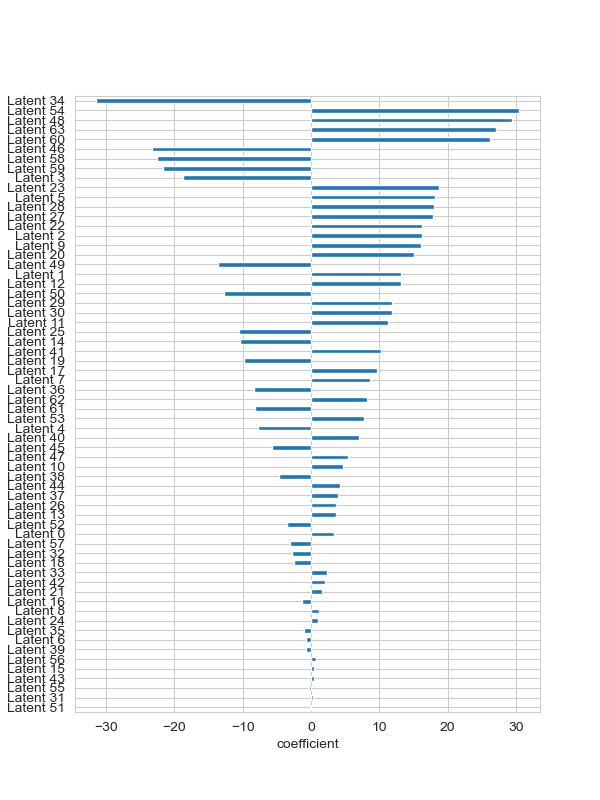 Latent 34
Latent 54
Latent 48
Latent 63
Latent 60
Latent 46
Latent 58
Latent 59
Latent 3
Latent 23
Latent 5
Latent 28
Latent 27
Latent 22
Latent 2
Latent 9
Latent 20
Latent 49
Latent 1
Latent 12
Latent 50
Latent 29
Latent 30
Latent 11
Latent 25
Latent 14
Latent 41
Latent 19
Latent 17
Latent 7
Latent 36
Latent 62
Latent 61
Latent 53
Latent 4
Latent 40
Latent 45
Latent 47
Latent 10
Latent 38
Latent 44
Latent 37
Latent 26
Latent 13
Latent 52
Latent 0
Latent 57
Latent 32
Latent 18
Latent 33
Latent 42
Latent 21
Latent 16
Latent 8
Latent 24
Latent 35
Latent 6
Latent 39
Latent 56
Latent 15
Latent 43
Latent 55
Latent 31
Latent 51
−30 −20 −10 0 10 20 30
coefficient